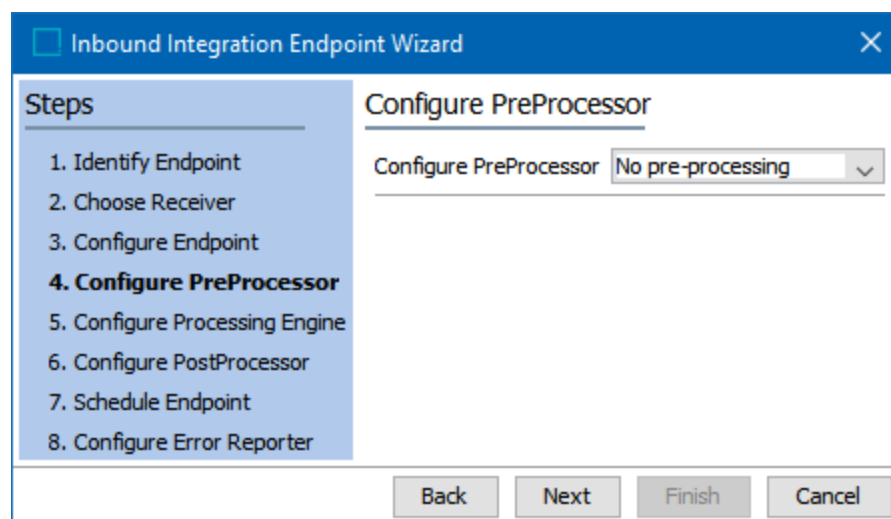 Inbound Integration Endpoint Wizard
Steps
1. Identify Endpoint
2. Choose Receiver
3. Configure Endpoint
4. Configure PreProcessor
5. Configure Processing Engine
6. Configure PostProcessor
7. Schedule Endpoint
8. Configure Error Reporter
Configure PreProcessor
Configure PreProcessor No pre-processing
Back Next Finish Cancel